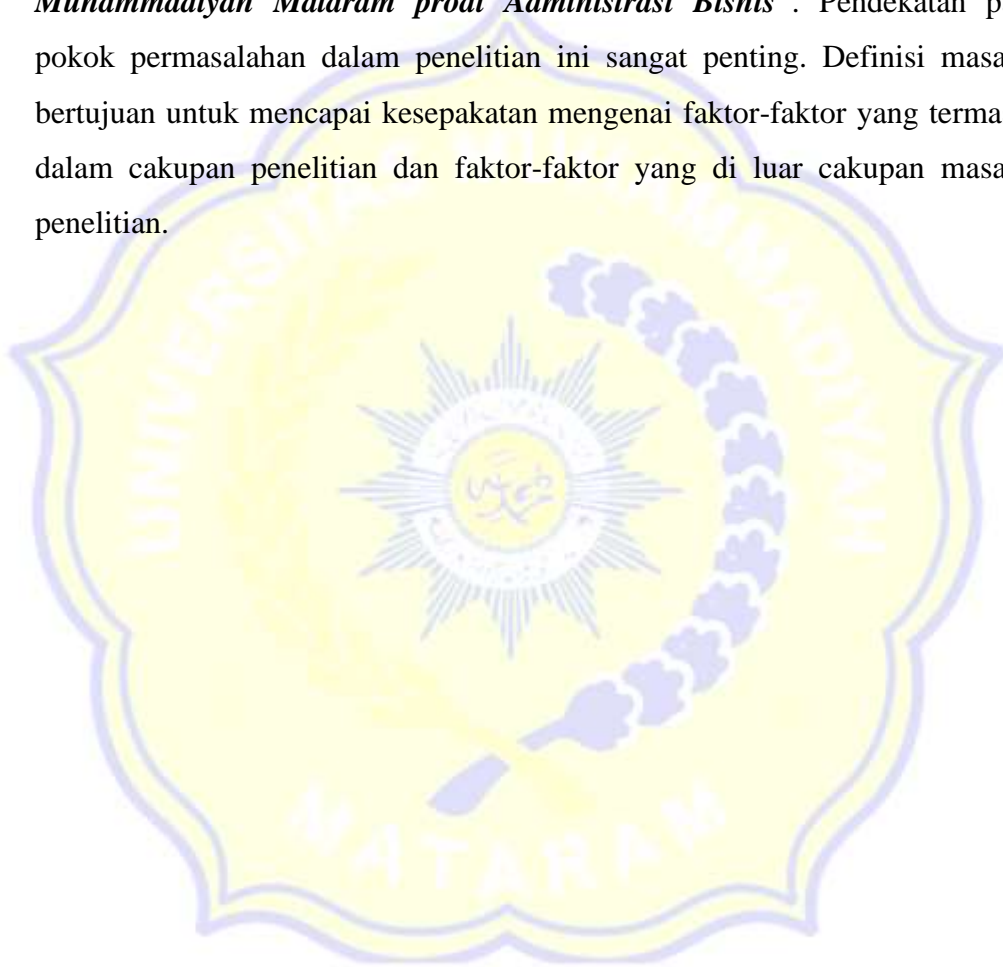 Muhammadiyah Mataram prodi Administrasi Bisnis". Pendekatan p
pokok permasalahan dalam penelitian ini sangat penting. Definisi masa
bertujuan untuk mencapai kesepakatan mengenai faktor-faktor yang terma
dalam cakupan penelitian dan faktor-faktor yang di luar cakupan masa
penelitian.
UNIVERSITAS MUHAMMADIYAH
MATARAM